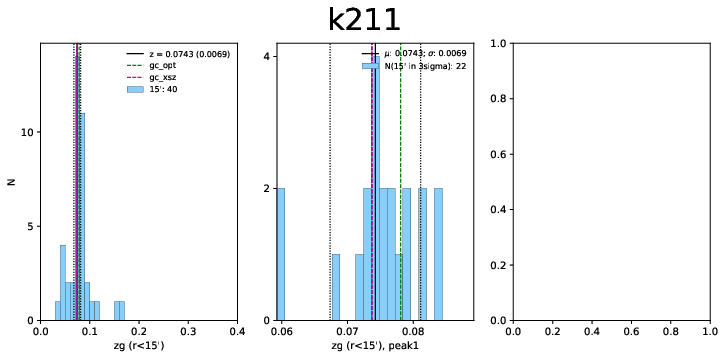 k211
z = 0.0743 (0.0069)
gc_opt
gc_xsz
15': 40
N
10
5
0
0.0 0.1 0.2 0.3 0.4
zg (r<15')
μ: 0.0743; σ: 0.0069
N(15' in 3sigma): 22
4
2
0
0.06 0.07 0.08
zg (r<15'), peak1
1.0
0.8
0.6
0.4
0.2
0.0
0.0 0.2 0.4 0.6 0.8 1.0